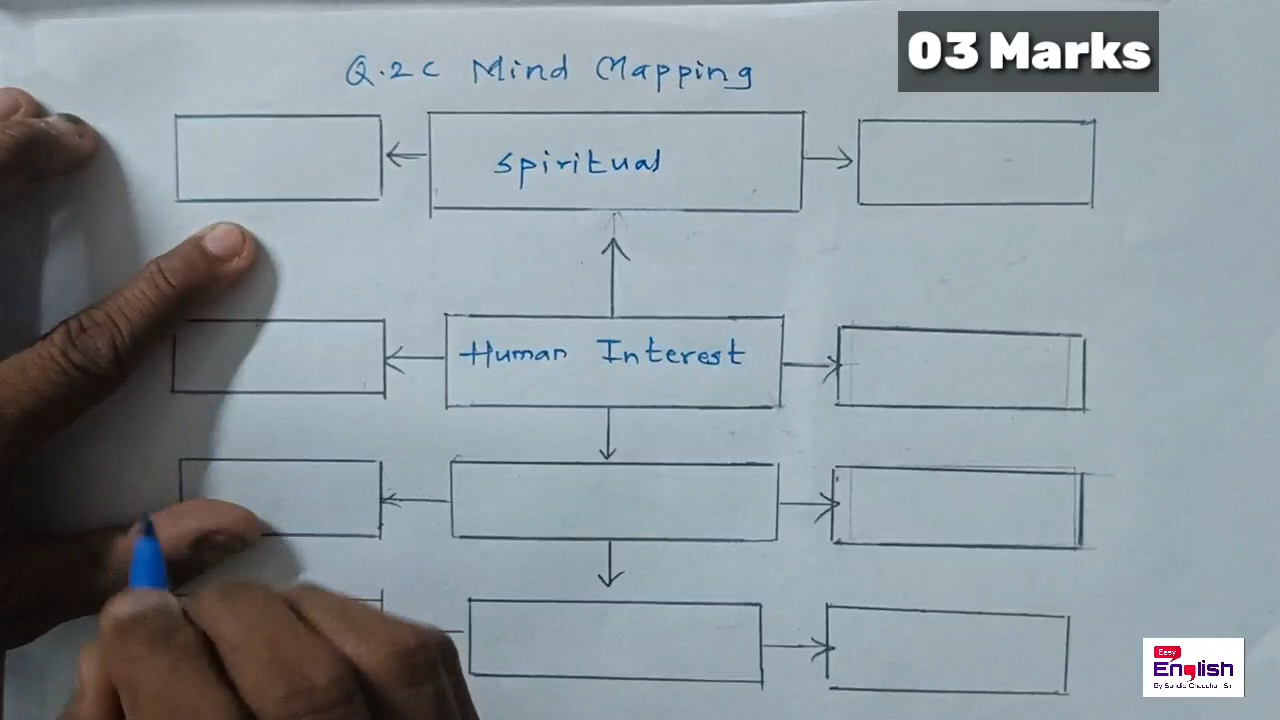 03 Marks
Q.2C Mind Mapping
Spiritual
Human Interest
Easy
English